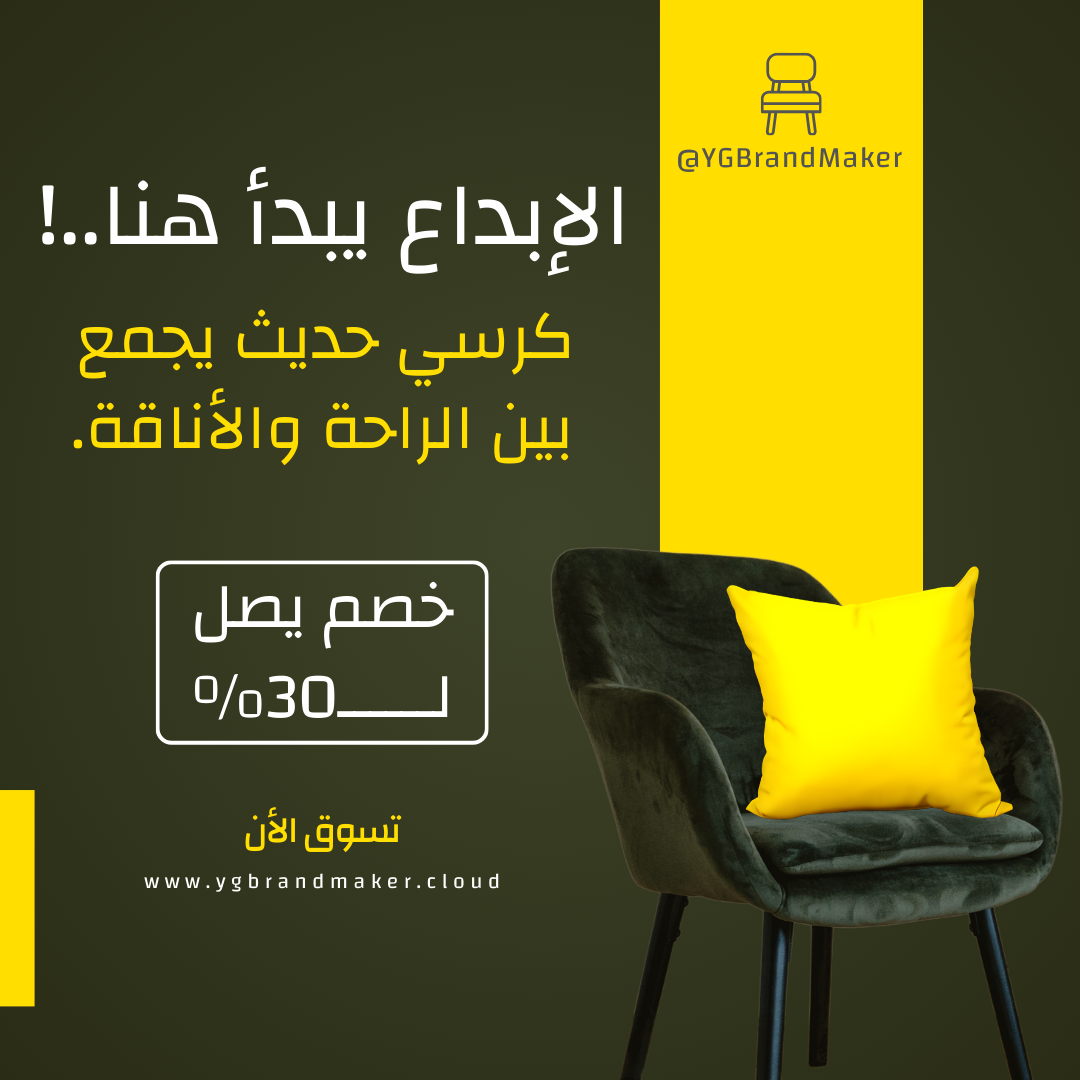 @YGBrandMaker
الإبداع يبدأ هنا..!
كرسي حديث يجمع
بين الراحة والأناقة.
خصم يصل
لـــــ30%
تسوق الأن
www.ygbrandmaker.cloud